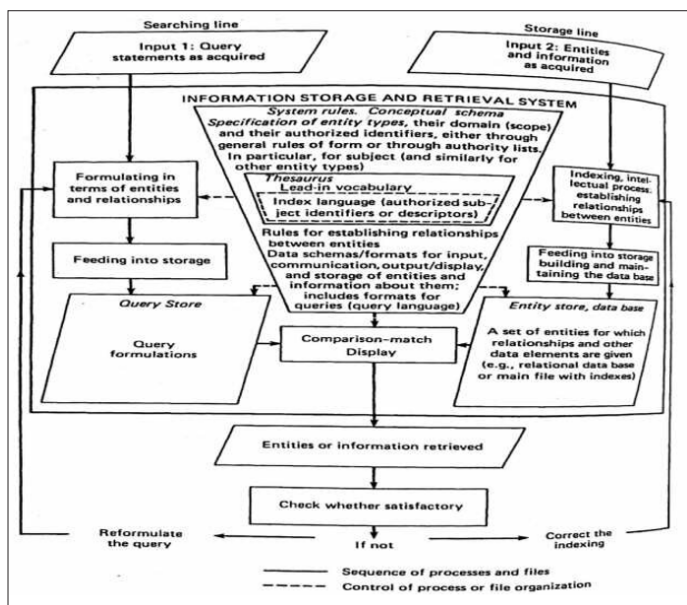 Searching line
Input 1: Query
statements as acquired
Storage line
Input 2: Entities
and information
as acquired
INFORMATION STORAGE AND RETRIEVAL SYSTEM
System rules. Conceptual schema
Specification of entity types, their domain (scope)
and their authorized identifiers, either through
general rules of form or through authority lists.
In particular, for subject (and similarly for
other entity types)
Thesaurus
Lead-in vocabulary
Index language (authorized sub-
ject identifiers or descriptors)
Rules for establishing relationships
between entities
Data schemas/formats for input,
communication, output/display,
and storage of entities and
information about them;
includes formats for
queries (query language)
Formulating in
terms of entities
and relationships
Feeding into storage
Query Store
Query
formulations
Indexing, intel-
lectual process.
establishing
relationships
between entities
Feeding into storage
building and main-
taining the data base
Entity store, data base
A set of entities for which
relationships and other
data elements are given
(e.g., relational data base
or main file with indexes)
Comparison-match
Display
Entities or information retrieved
Check whether satisfactory
Reformulate
the query
If not
Correct the
indexing
Sequence of processes and files
Control of process or file organization